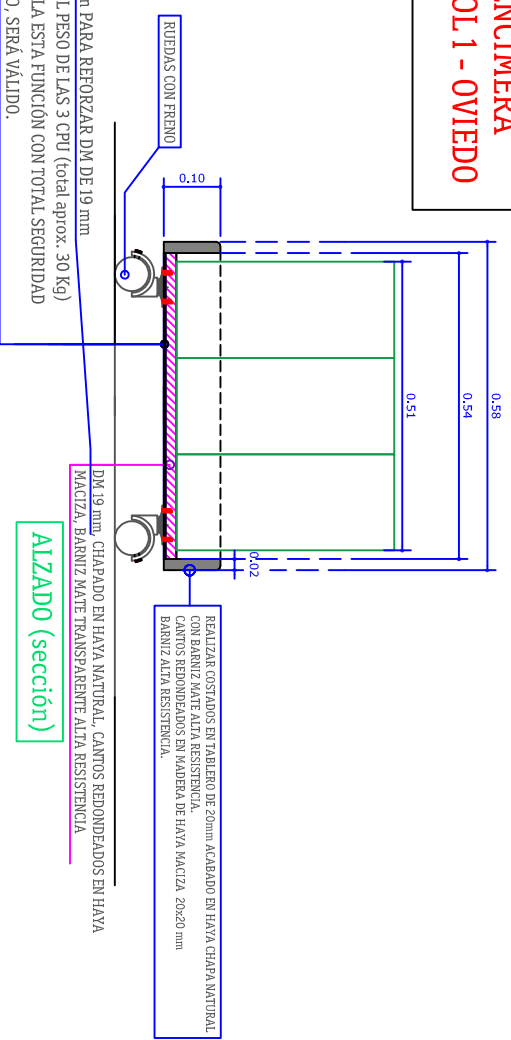 ENCIMERA
OL 1 - OVIEDO
RUEDAS CON FRENO
0.10
0.58
0.54
0.51
0.02
REALIZAR COSTADOS EN TABLERO DE 20mm ACABADO EN HAYA CHAPA NATURAL
CON BARNIZ MATE ALTA RESISTENCIA.
CANTOS REDONDEADOS EN MADERA DE HAYA MACIZA 20x20 mm
BARNIZ ALTA RESISTENCIA.
m PARA REFORZAR DM DE 19 mm
L PESO DE LAS 3 CPU (total aprox. 30 Kg)
LA ESTA FUNCIÓN CON TOTAL SEGURIDAD
O, SERÁ VÁLIDO.
DM 19 mm, CHAPADO EN HAYA NATURAL, CANTOS REDONDEADOS EN HAYA
MACIZA, BARNIZ MATE TRANSPARENTE ALTA RESISTENCIA
ALZADO (sección)